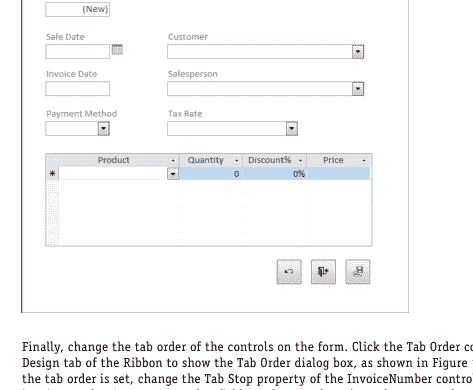 (New)
Sale Date Customer
Invoice Date Salesperson
Payment Method Tax Rate
Product Quantity Discount% Price
0 0%
Finally, change the tab order of the controls on the form. Click the Tab Order
Design tab of the Ribbon to show the Tab Order dialog box, as shown in Figure
the tab order is set, change the Tab Stop property of the InvoiceNumber